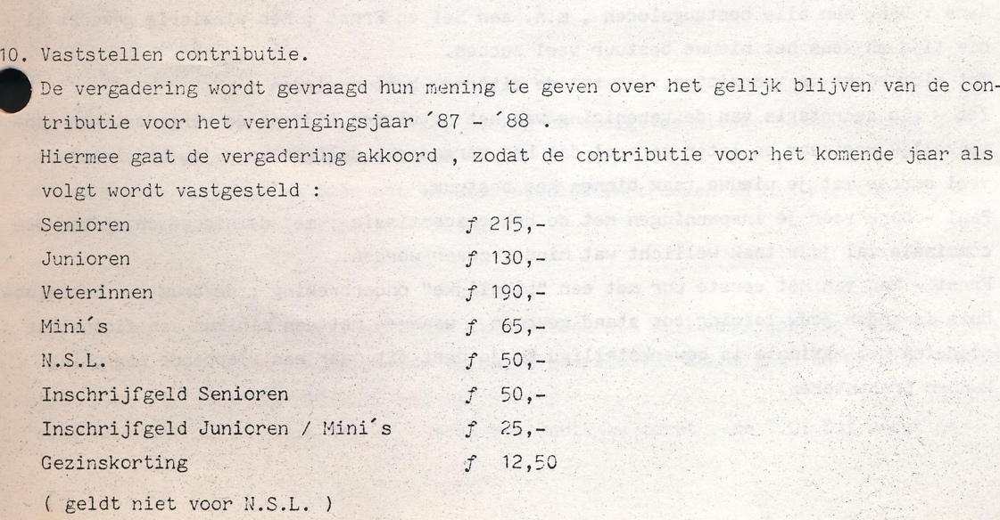 10. Vaststellen contributie.
De vergadering wordt gevraagd hun mening te geven over het gelijk blijven van de con-
tributie voor het verenigingsjaar ´87 - ´88 .
Hiermee gaat de vergadering akkoord , zodat de contributie voor het komende jaar als
volgt wordt vastgesteld :
Senioren ƒ 215,-
Junioren ƒ 130,-
Veterinnen ƒ 190,-
Mini´s ƒ 65,-
N.S.L. ƒ 50,-
Inschrijfgeld Senioren ƒ 50,-
Inschrijfgeld Junioren / Mini´s ƒ 25,-
Gezinskorting ƒ 12,50
( geldt niet voor N.S.L. )